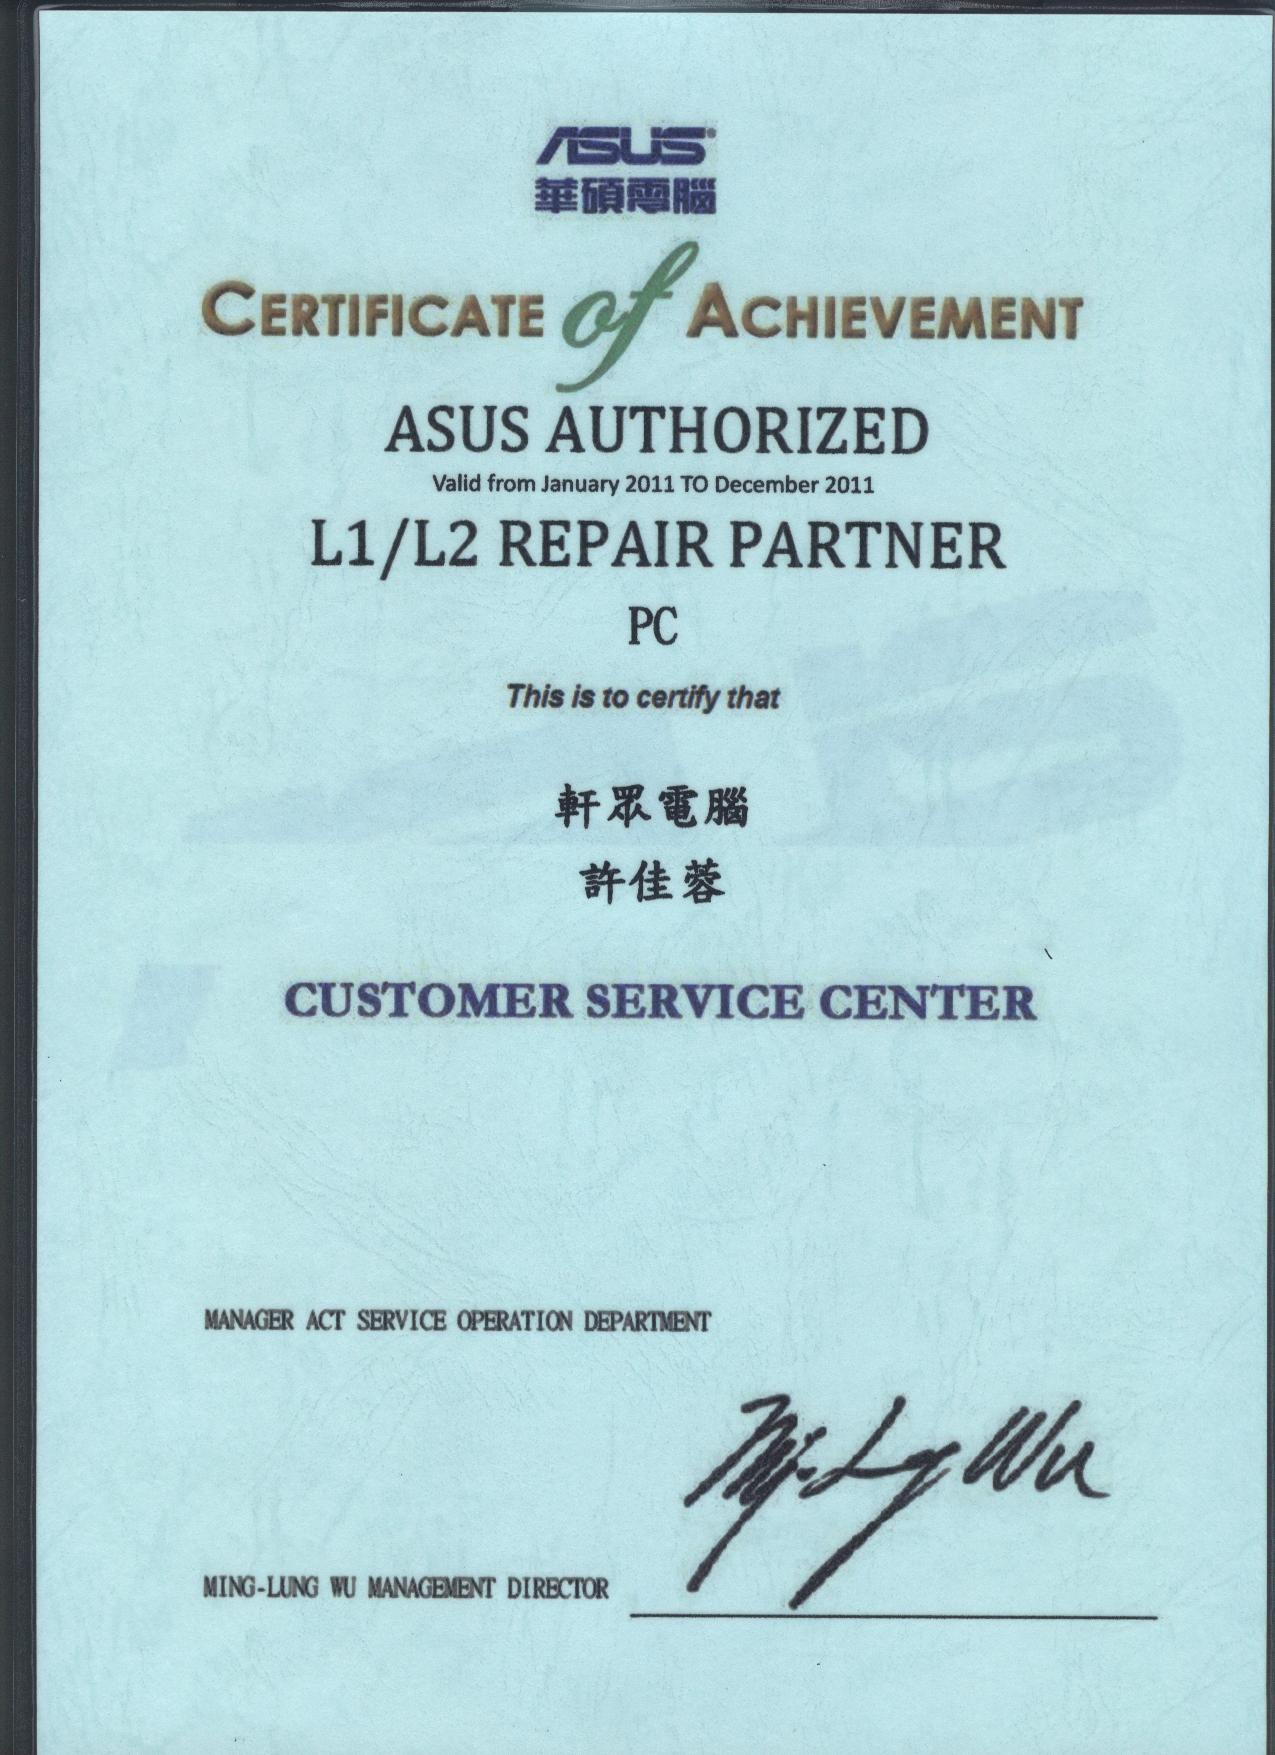 ASUS
華碩電腦
CERTIFICATE of ACHIEVEMENT
ASUS AUTHORIZED
Valid from January 2011 TO December 2011
L1/L2 REPAIR PARTNER
PC
This is to certify that
軒眾電腦
許佳蓉
CUSTOMER SERVICE CENTER
MANAGER ACT SERVICE OPERATION DEPARTMENT
MING-LUNG WU MANAGEMENT DIRECTOR